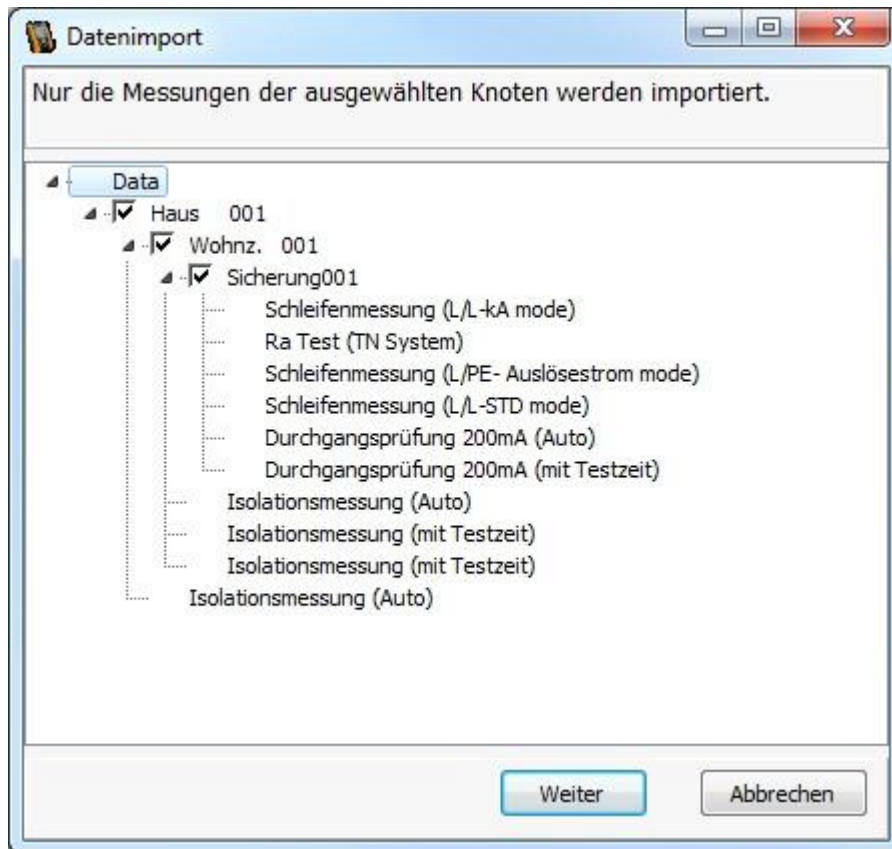 Datenimport
Nur die Messungen der ausgewählten Knoten werden importiert.
Data
Haus 001
Wohnz. 001
Sicherung001
Schleifenmessung (L/L-kA mode)
Ra Test (TN System)
Schleifenmessung (L/PE- Auslösestrom mode)
Schleifenmessung (L/L-STD mode)
Durchgangsprüfung 200mA (Auto)
Durchgangsprüfung 200mA (mit Testzeit)
Isolationsmessung (Auto)
Isolationsmessung (mit Testzeit)
Isolationsmessung (mit Testzeit)
Isolationsmessung (Auto)
Weiter Abbrechen